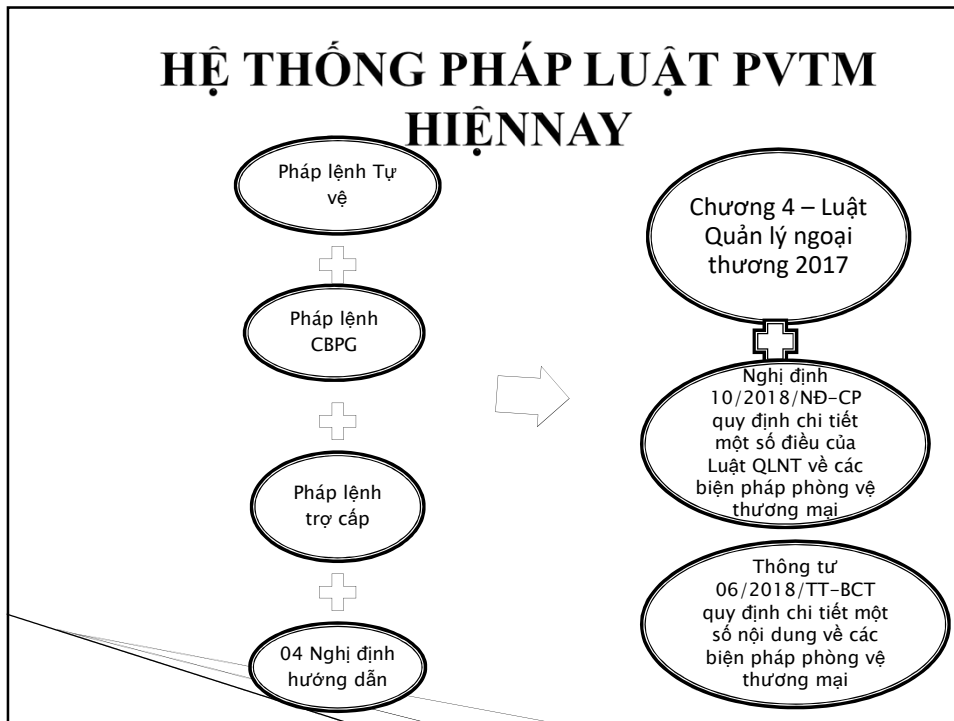 HỆ THỐNG PHÁP LUẬT PVTM
HIỆNNAY
Pháp lệnh Tự
vệ
Pháp lệnh
CBPG
Pháp lệnh
trợ cấp
04 Nghị định
hướng dẫn
Chương 4 – Luật
Quản lý ngoại
thương 2017
Nghị định
10/2018/NĐ-CP
quy định chi tiết
một số điều của
Luật QLNT về các
biện pháp phòng vệ
thương mại
Thông tư
06/2018/TT-BCT
quy định chi tiết một
số nội dung về các
biện pháp phòng vệ
thương mại